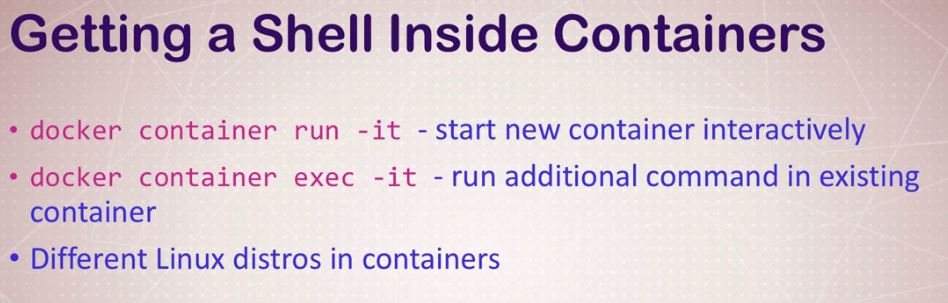 Getting a Shell Inside Containers
• docker container run -it - start new container interactively
• docker container exec -it - run additional command in existing
container
• Different Linux distros in containers